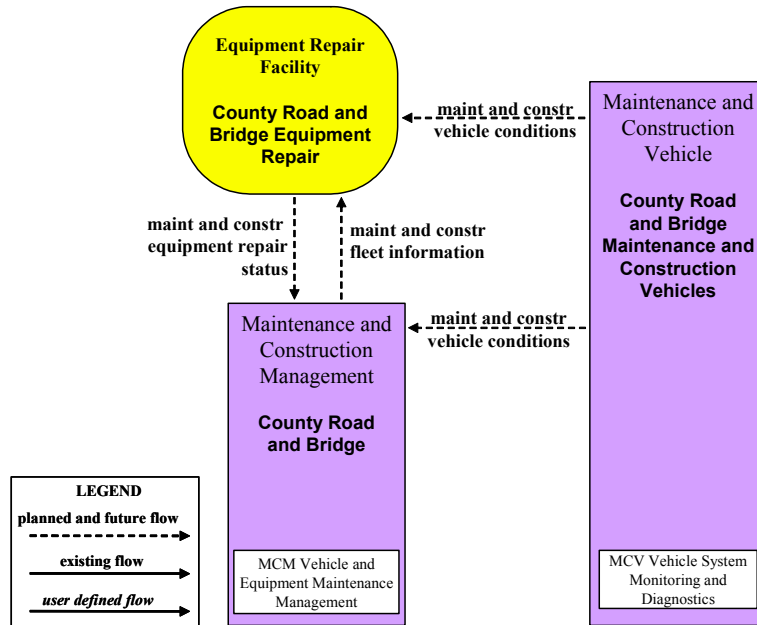 Equipment Repair
Facility
County Road and
Bridge Equipment
Repair
maint and constr
vehicle conditions
Maintenance and
Construction
Vehicle
County Road
and Bridge
Maintenance and
Construction
Vehicles
maint and constr
equipment repair
status
maint and constr
fleet information
maint and constr
vehicle conditions
Maintenance and
Construction
Management
County Road
and Bridge
LEGEND
planned and future flow
existing flow
user defined flow
MCM Vehicle and
Equipment Maintenance
Management
MCV Vehicle System
Monitoring and
Diagnostics